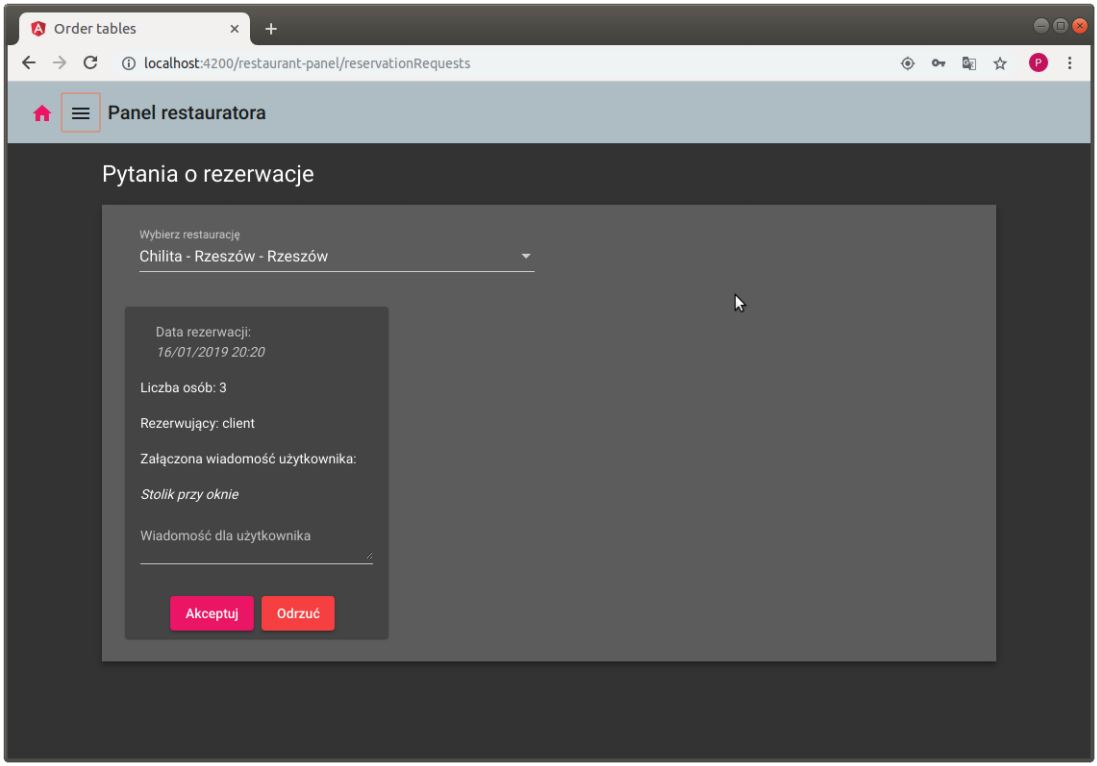 Order tables
localhost:4200/restaurant-panel/reservationRequests
P
Panel restauratora
Pytania o rezerwacje
Wybierz restaurację
Chilita - Rzeszów - Rzeszów
Data rezerwacji:
16/01/2019 20:20
Liczba osób: 3
Rezerwujący: client
Załączona wiadomość użytkownika:
Stolik przy oknie
Wiadomość dla użytkownika
Akceptuj Odrzuć